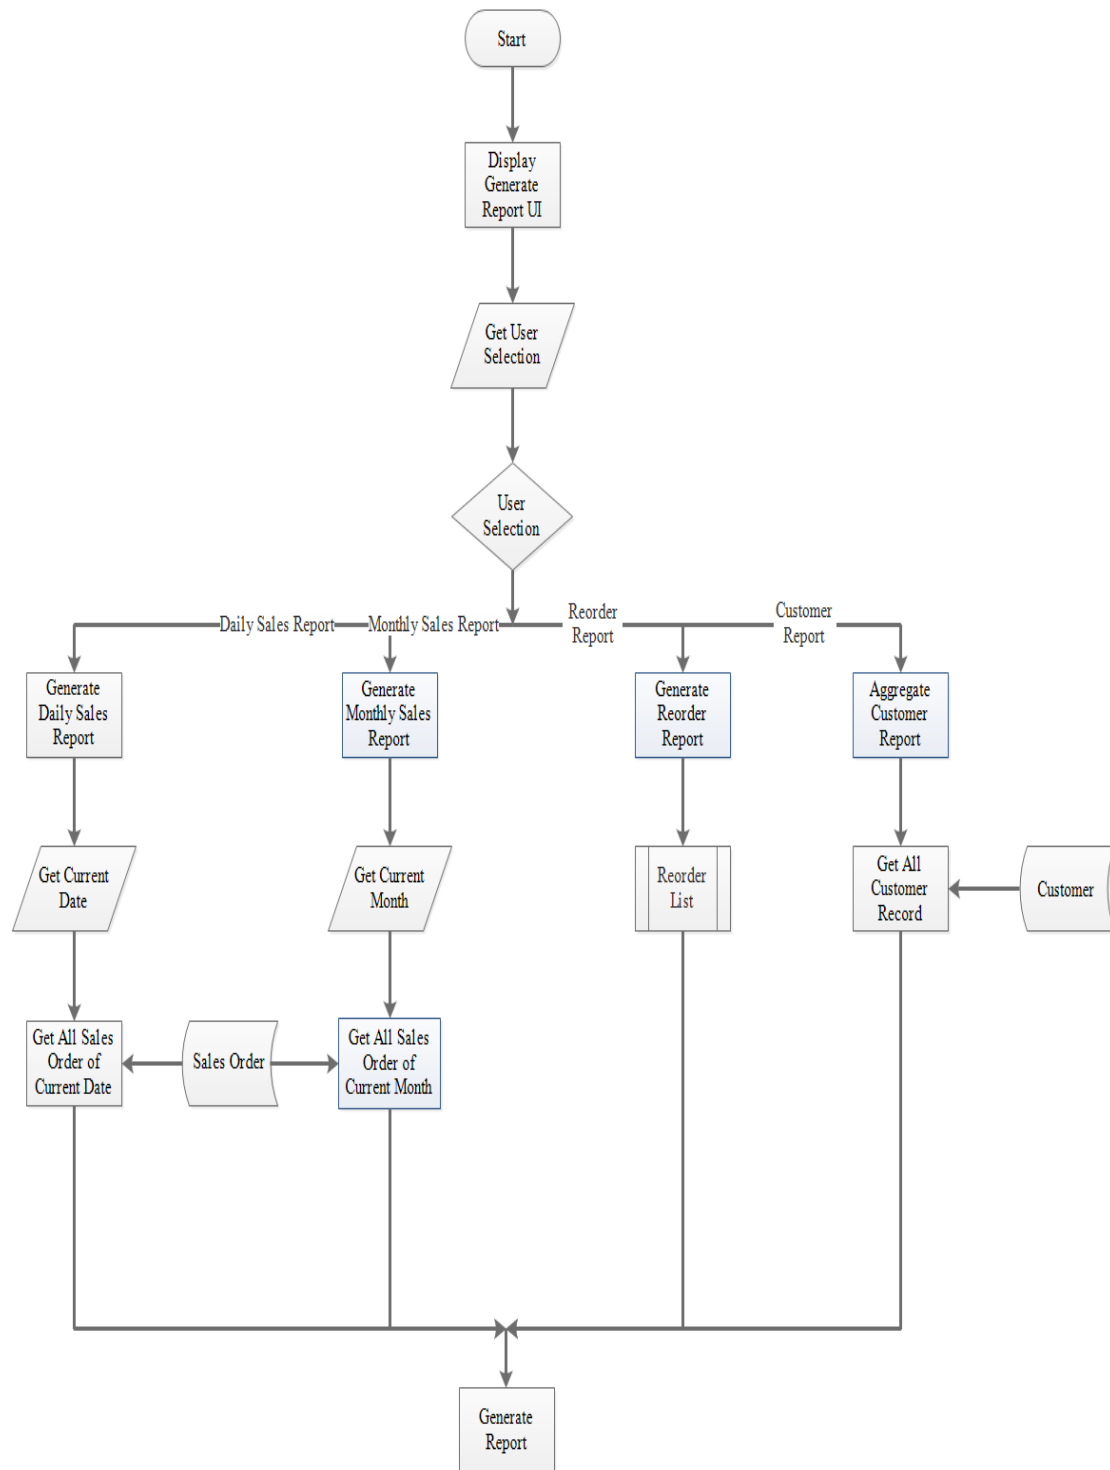 Start
Display
Generate
Report UI
Get User
Selection
User
Selection
Daily Sales Report
Monthly Sales Report
Reorder
Report
Customer
Report
Generate
Daily Sales
Report
Generate
Monthly Sales
Report
Generate
Reorder
Report
Aggregate
Customer
Report
Get Current
Date
Get Current
Month
Reorder
List
Get All
Customer
Record
Customer
Get All Sales
Order of
Current Date
Sales Order
Get All Sales
Order of
Current Month
Generate
Report